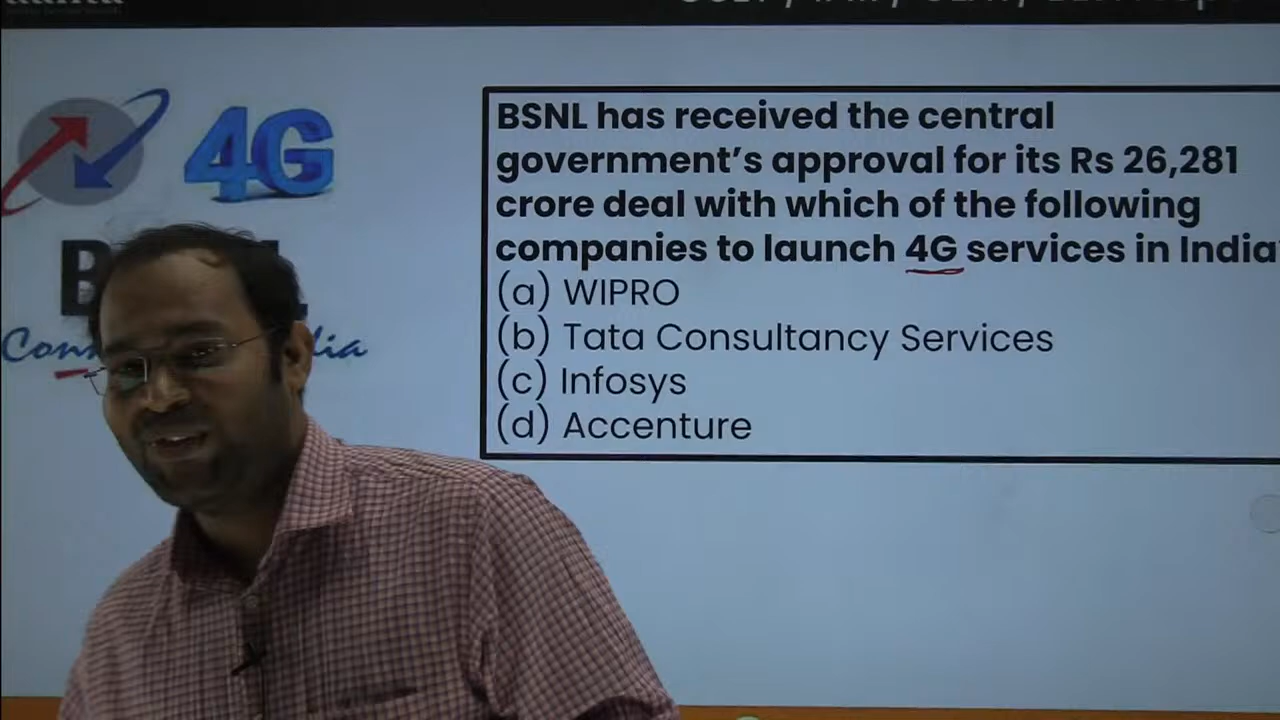 4G
BSNL has received the central
government's approval for its Rs 26,281
crore deal with which of the following
companies to launch 4G services in India
(a) WIPRO
(b) Tata Consultancy Services
(c) Infosys
(d) Accenture